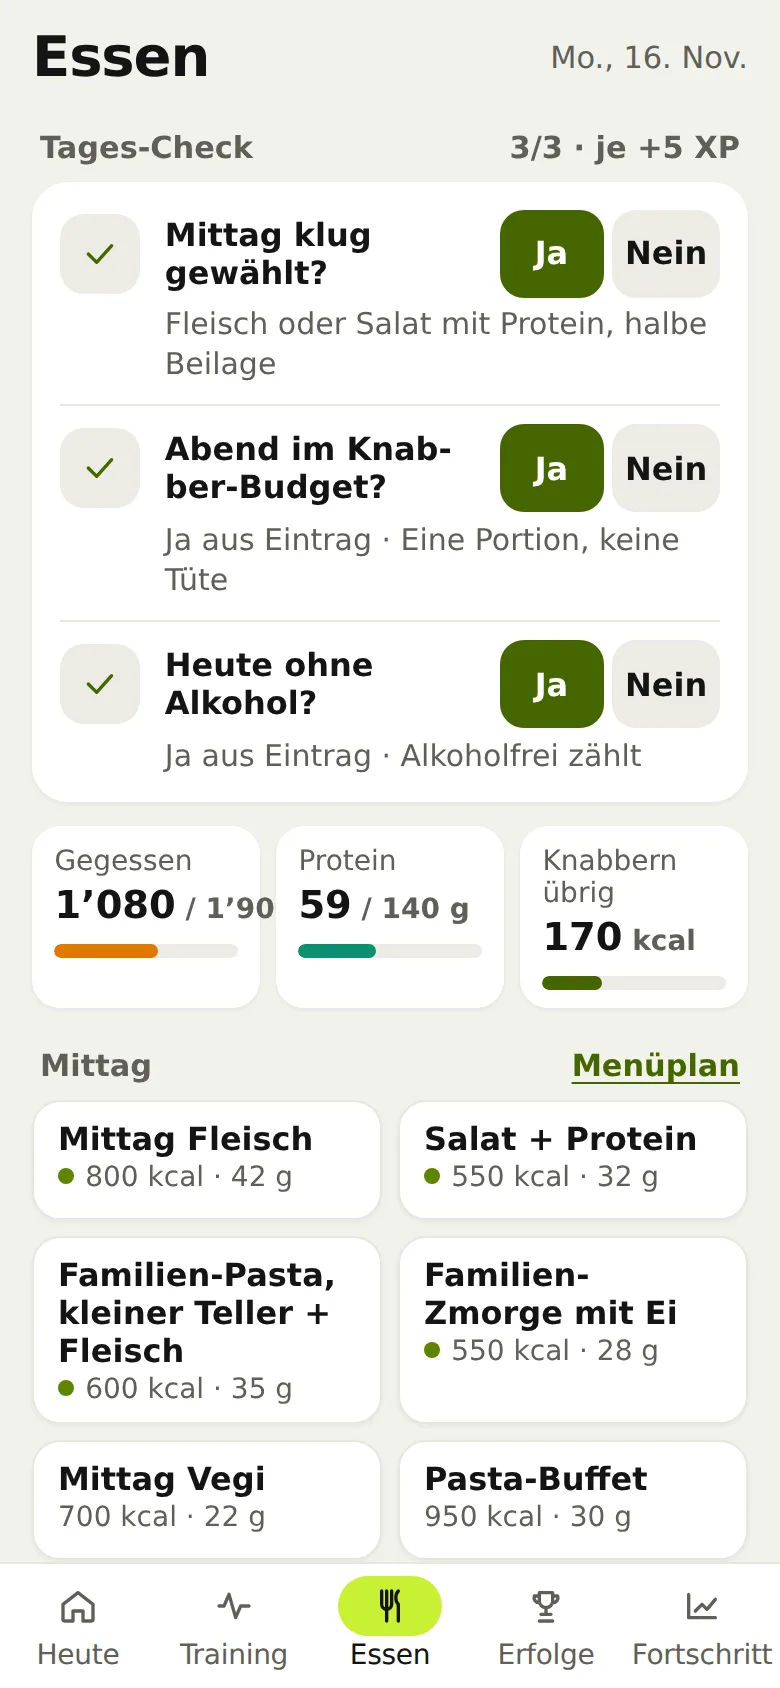 Essen
Mo., 16. Nov.
Tages-Check
3/3 · je +5 XP
Mittag klug
gewählt?
Ja
Nein
Fleisch oder Salat mit Protein, halbe
Beilage
Abend im Knab-
ber-Budget?
Ja
Nein
Ja aus Eintrag · Eine Portion, keine
Tüte
Heute ohne
Alkohol?
Ja
Nein
Ja aus Eintrag · Alkoholfrei zählt
Gegessen
1’080 / 1’90
Protein
59 / 140 g
Knabbern
übrig
170 kcal
Mittag
Menüplan
Mittag Fleisch
800 kcal · 42 g
Salat + Protein
550 kcal · 32 g
Familien-Pasta,
kleiner Teller +
Fleisch
600 kcal · 35 g
Familien-
Zmorge mit Ei
550 kcal · 28 g
Mittag Vegi
700 kcal · 22 g
Pasta-Buffet
950 kcal · 30 g
Heute
Training
Essen
Erfolge
Fortschritt